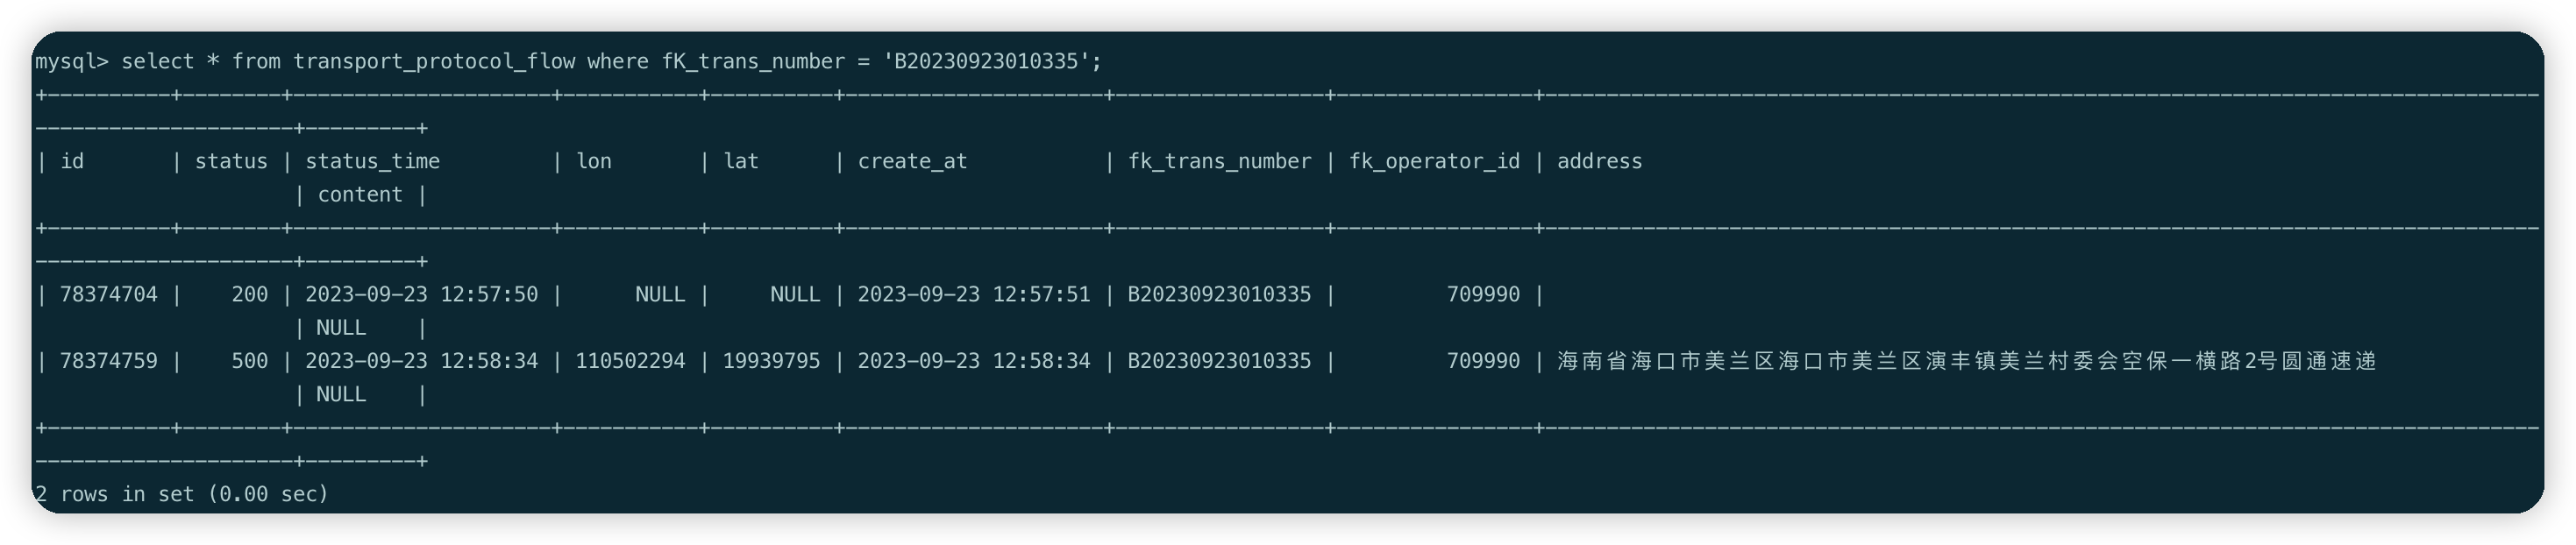 mysql> select * from transport_protocol_flow where fK_trans_number = 'B20230923010335';
+----------+--------+---------------------+-----------+----------+---------------------+-----------------+----------------+---------------------------------------------------------------------------------
---------------------+---------+
| id       | status | status_time         | lon       | lat      | create_at           | fk_trans_number | fk_operator_id | address
                     | content |
+----------+--------+---------------------+-----------+----------+---------------------+-----------------+----------------+---------------------------------------------------------------------------------
---------------------+---------+
| 78374704 |    200 | 2023-09-23 12:57:50 |      NULL |     NULL | 2023-09-23 12:57:51 | B20230923010335 |         709990 |
                     | NULL    |
| 78374759 |    500 | 2023-09-23 12:58:34 | 110502294 | 19939795 | 2023-09-23 12:58:34 | B20230923010335 |         709990 | 海南省海口市美兰区海口市美兰区演丰镇美兰村委会空保一横路2号圆通速递
                     | NULL    |
+----------+--------+---------------------+-----------+----------+---------------------+-----------------+----------------+---------------------------------------------------------------------------------
---------------------+---------+
2 rows in set (0.00 sec)